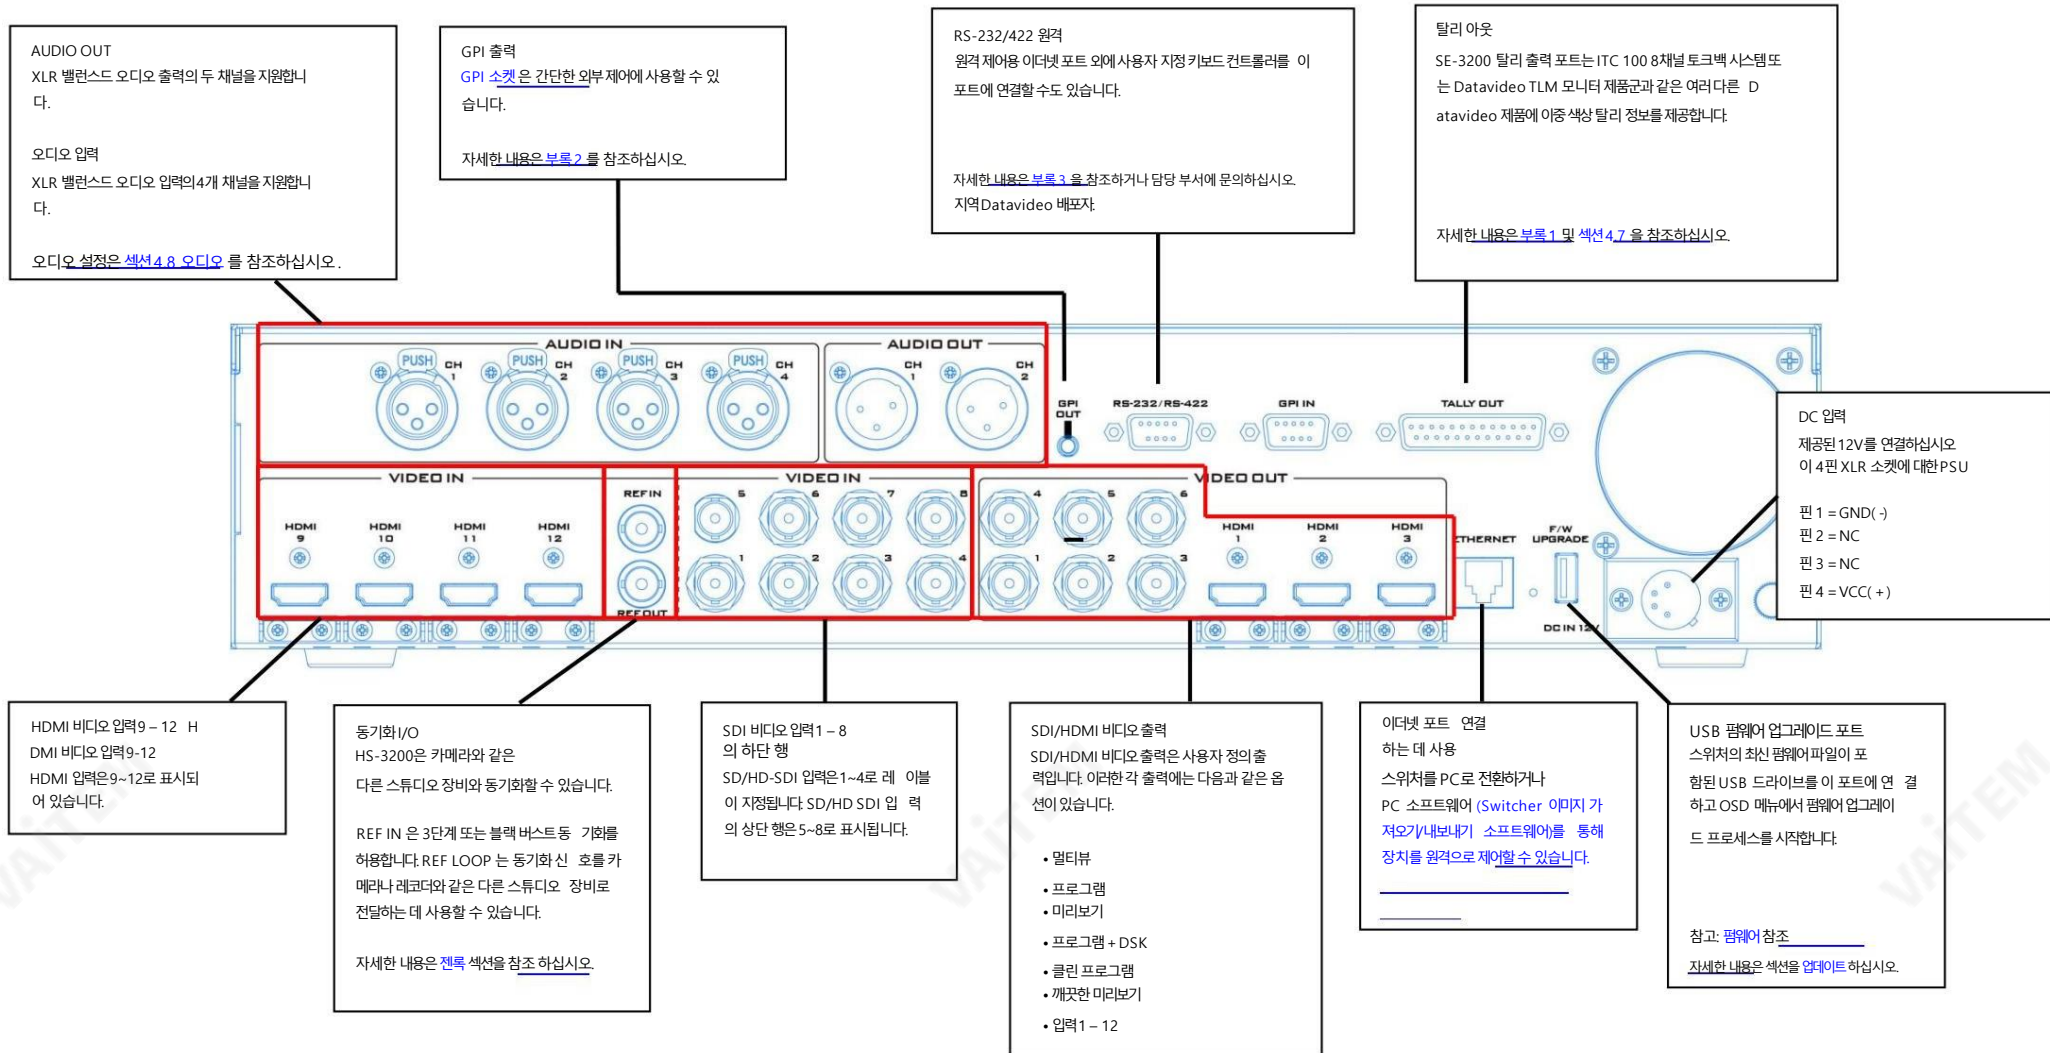 AUDIO OUT
XLR 밸런스드 오디오 출력의 두 채널을 지원합니
다.
오디오 입력
XLR 밸런스드 오디오 입력의4개 채널을 지원합니
다.
오디오 설정은 섹션4.8 오디오 를 참조하십시오.
GPI 출력
GPI 소켓 은 간단한 외부 제어에 사용할 수 있
습니다.
자세한 내용은 부록2 를 참조하십시오.
RS-232/422 원격
원격 제어용 이더넷 포트 외에 사용자 지정 키보드 컨트롤러를 이
포트에 연결할 수도 있습니다.
자세한 내용은 부록3 을 참조하거나 담당 부서에 문의하십시오.
지역Datavideo 배포자.
탈리 아웃
SE-3200 탈리 출력 포트는 ITC 100 8채널 토크백 시스템 또
는 Datavideo TLM 모니터 제품군과 같은 여러 다른 D
atavideo 제품에 이중 색상 탈리 정보를 제공합니다.
자세한 내용은 부록1 및 섹션4.7 을 참조하십시오.
AUDIO IN
AUDIO OUT
PUSH
CH
1
PUSH
CH
2
PUSH
CH
3
PUSH
CH
4
CH
1
CH
2
GPI
OUT
RS-232/RS-422
GPI IN
TALLY OUT
DC 입력
제공된12V를 연결하십시오
이 4핀 XLR 소켓에 대한PSU
핀 1 = GND( -)
핀 2 = NC
핀 3 = NC
핀 4 = VCC( + )
VIDEO IN
VIDEO IN
VIDEO OUT
REF IN
5
6
7
8
4
5
6
HDMI
9
HDMI
10
HDMI
11
HDMI
12
HDMI
1
HDMI
2
HDMI
3
ETHERNET
F/W
UPGRADE
1
2
3
4
1
2
3
REF OUT
DC IN 12V
HDMI 비디오 입력9 – 12 H
DMI 비디오 입력9-12
HDMI 입력은9~12로 표시되
어 있습니다.
동기화I/O
HS-3200은 카메라와 같은
다른 스튜디오 장비와 동기화할 수 있습니다.
REF IN 은 3단계 또는 블랙 버스트 동 기화를
허용합니다. REF LOOP 는 동기화 신 호를 카
메라나 레코더와 같은 다른 스튜디오 장비로
전달하는 데 사용할 수 있습니다.
자세한 내용은 젠록 섹션을 참조 하십시오.
SDI 비디오 입력1 – 8
의 하단 행
SD/HD-SDI 입력은1~4로 레 이블
이 지정됩니다. SD/HD SDI 입 력
의 상단 행은5~8로 표시됩니다.
SDI/HDMI 비디오 출력
SDI/HDMI 비디오 출력은 사용자 정의 출
력입니다. 이러한 각 출력에는 다음과 같은 옵
션이 있습니다.
• 멀티뷰
• 프로그램
• 미리보기
• 프로그램 + DSK
• 클린 프로그램
• 깨끗한 미리보기
• 입력1 – 12
이더넷 포트 연결
하는 데 사용
스위처를 PC로 전환하거나
PC 소프트웨어 (Switcher 이미지 가
져오기/내보내기 소프트웨어)를 통해
장치를 원격으로 제어할 수 있습니다.
USB 펌웨어 업그레이드 포트
스위처의 최신 펌웨어 파일이 포
함된 USB 드라이브를 이 포트에 연 결
하고 OSD 메뉴에서 펌웨어 업그레이
드 프로세스를 시작합니다.
참고: 펌웨어 참조
자세한 내용은 섹션을 업데이트 하십시오.
VAiTEM
VAiTEM
VAiTEM